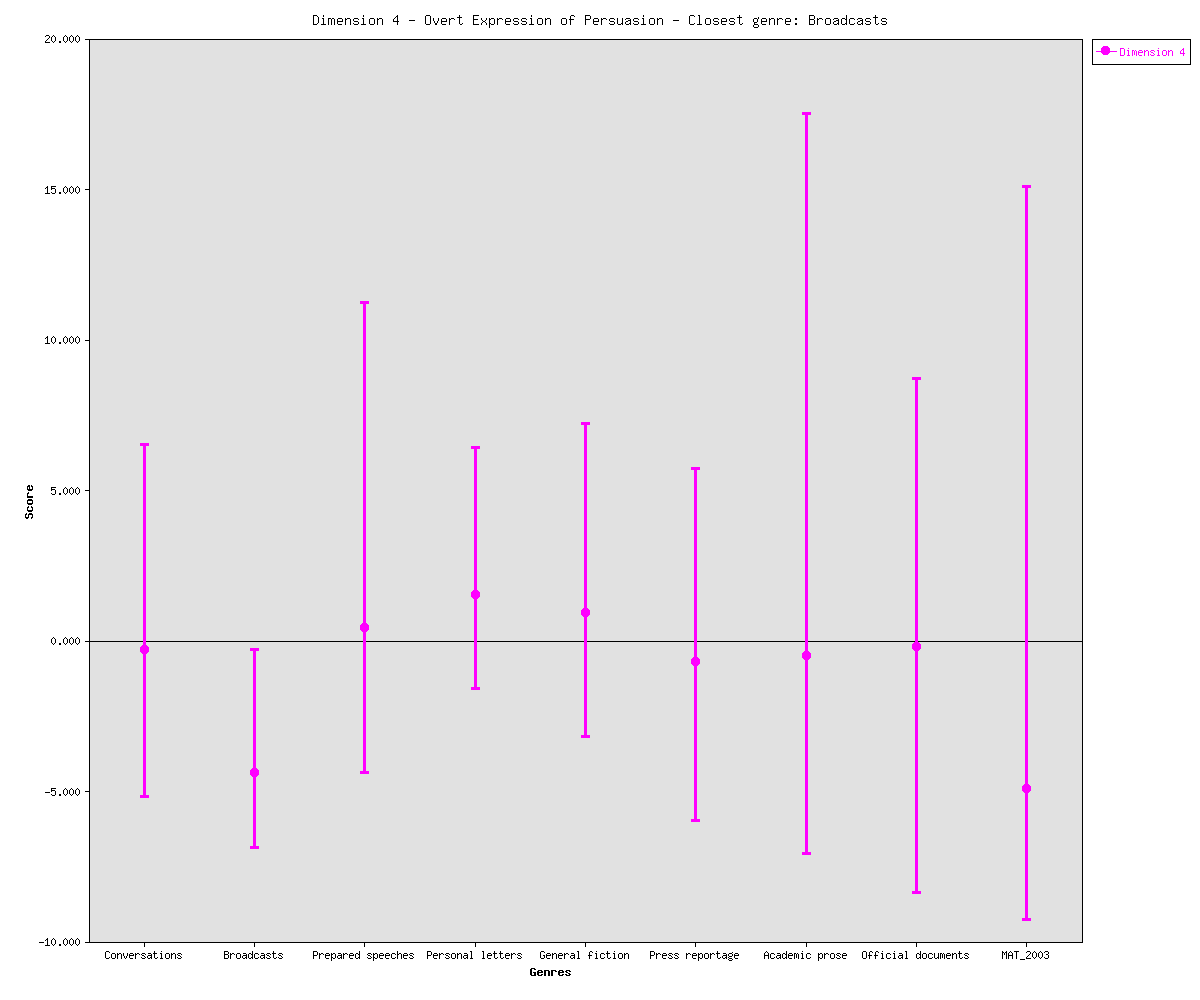 Dimension 4 - Overt Expression of Persuasion - Closest genre: Broadcasts
Dimension 4
20.000
15.000
10.000
5.000
0.000
-5.000
-10.000
Score
Conversations Broadcasts Prepared speeches Personal letters General fiction Press reportage Academic prose Official documents MAT_2003
Genres